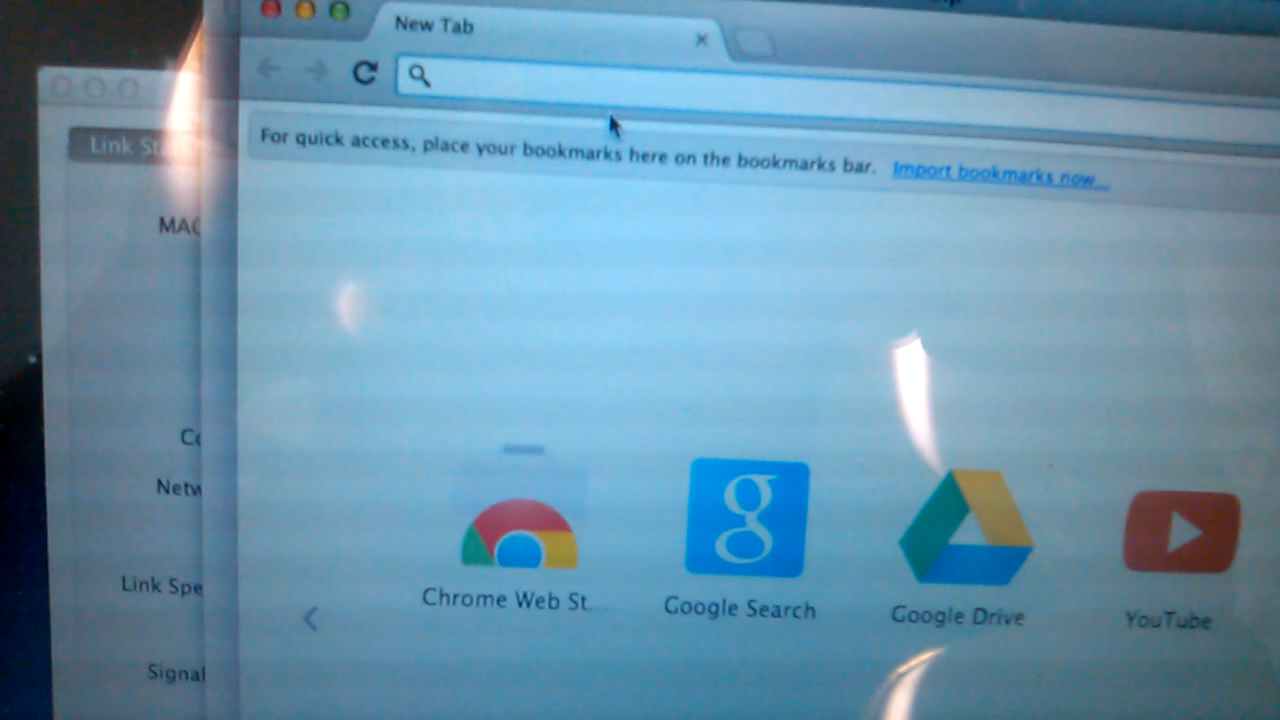 New Tab
For quick access, place your bookmarks here on the bookmarks bar. Import bookmarks now...
Link
MAC
Netw
Link Spe
Signal
Chrome Web St...
Google Search
Google Drive
YouTube